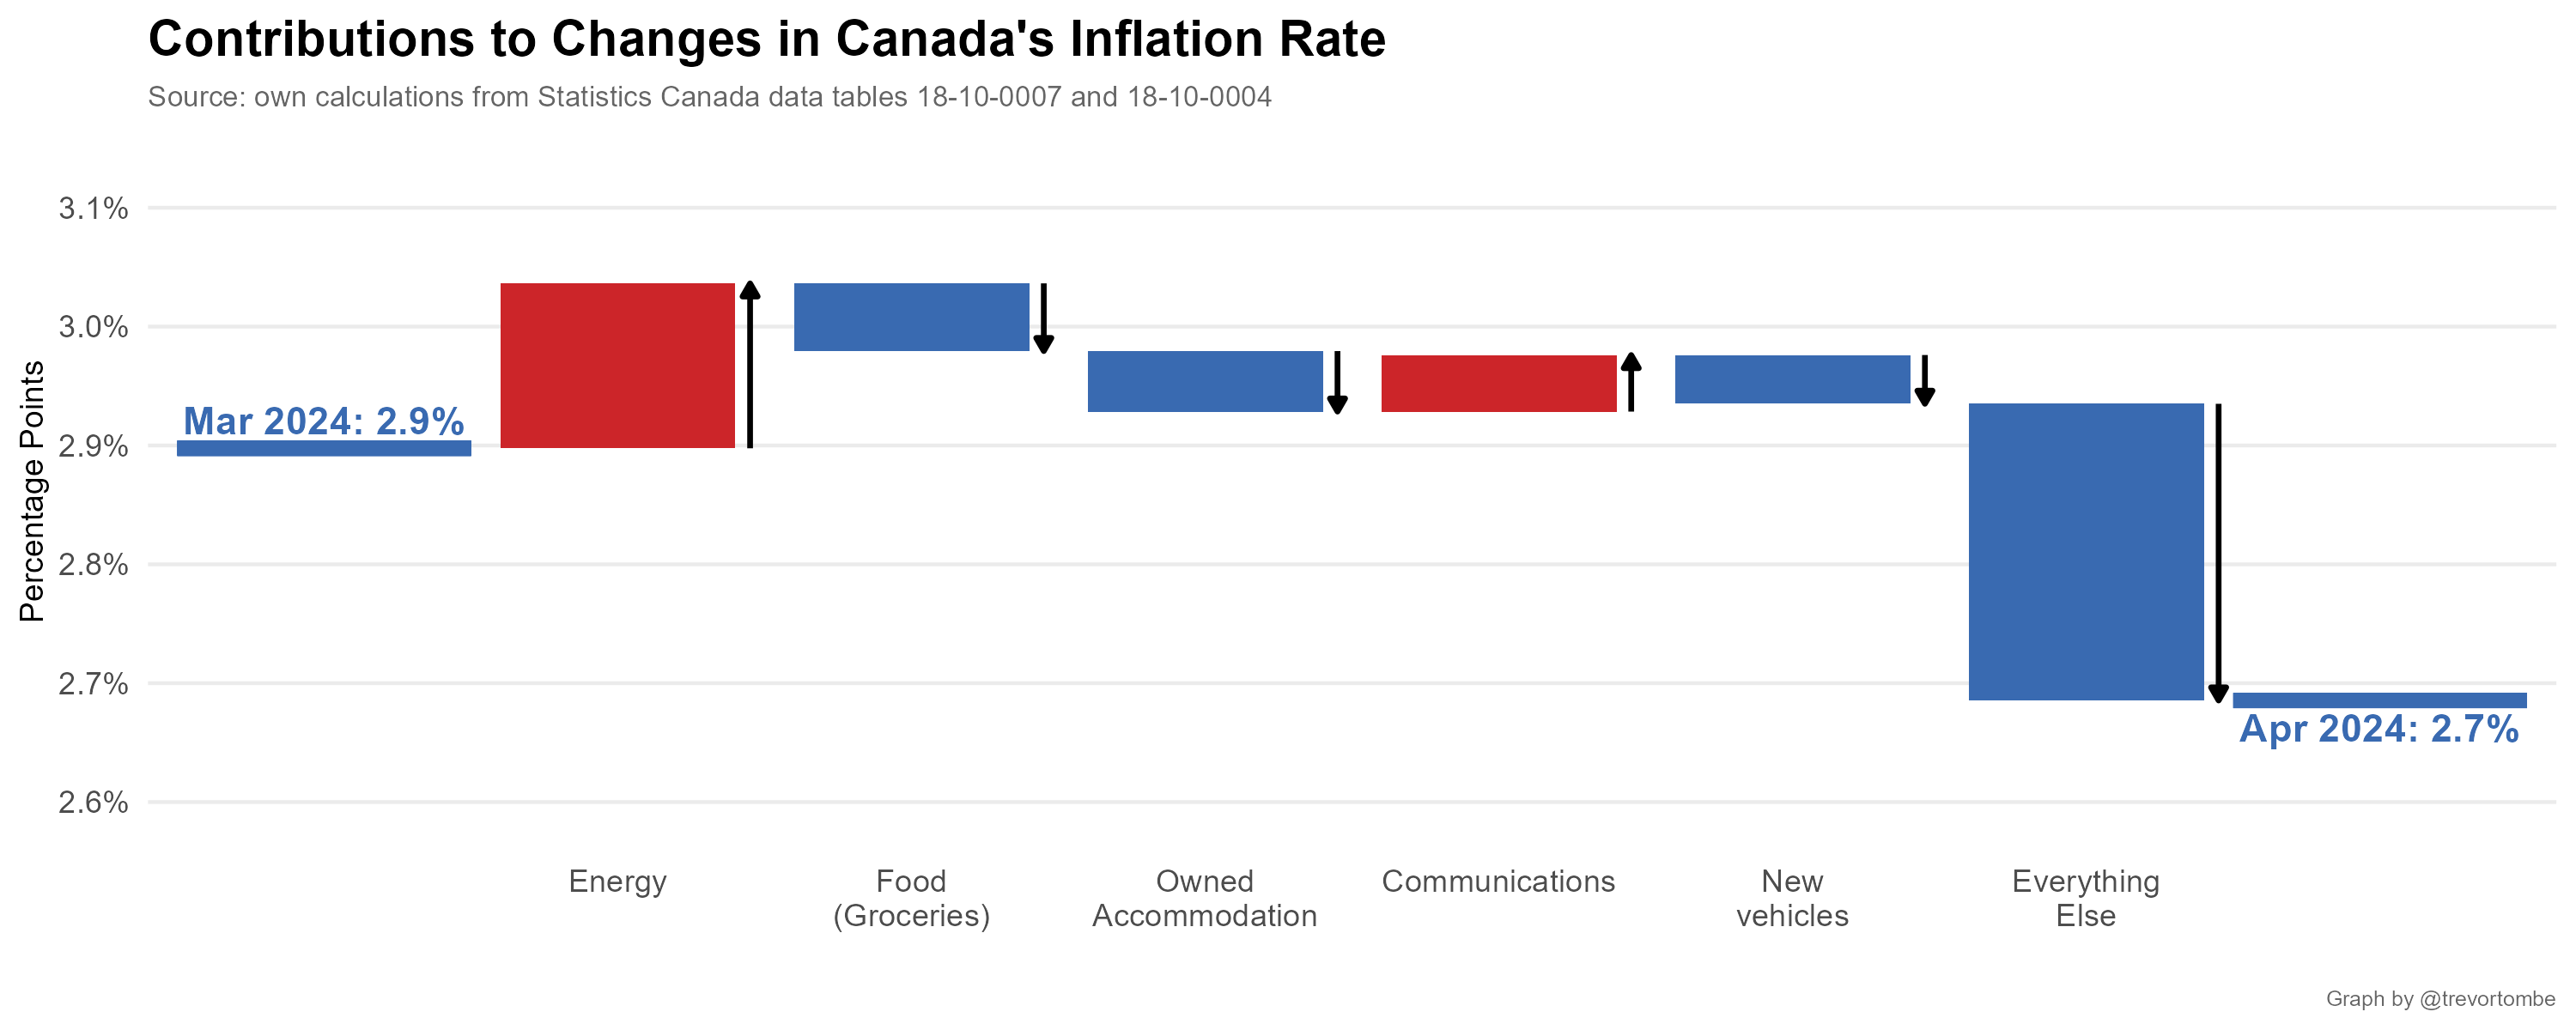 Contributions to Changes in Canada's Inflation Rate
Source: own calculations from Statistics Canada data tables 18-10-0007 and 18-10-0004
Percentage Points
3.1%
3.0%
2.9%
2.8%
2.7%
2.6%
Mar 2024: 2.9%
Apr 2024: 2.7%
Energy
Food
(Groceries)
Owned
Accommodation
Communications
New
vehicles
Everything
Else
Graph by @trevortombe